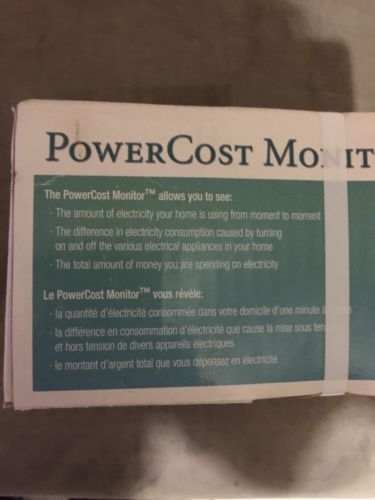 POWERCOST MONIT
The PowerCost Monitor™ allows you to see:
· The amount of electricity your home is using from moment to moment
· The difference in electricity consumption caused by turning
on and off the various electrical appliances in your home
· The total amount of money you are spending on electricity
Le PowerCost Monitor™ vous révèle:
· la quantité d'électricité consommée dans votre domicile d'une minute à
· la différence en consommation d'électricité que cause la mise sous
et hors tension de divers appareils électriques
· le montant d'argent total que vous dépensez en électricité